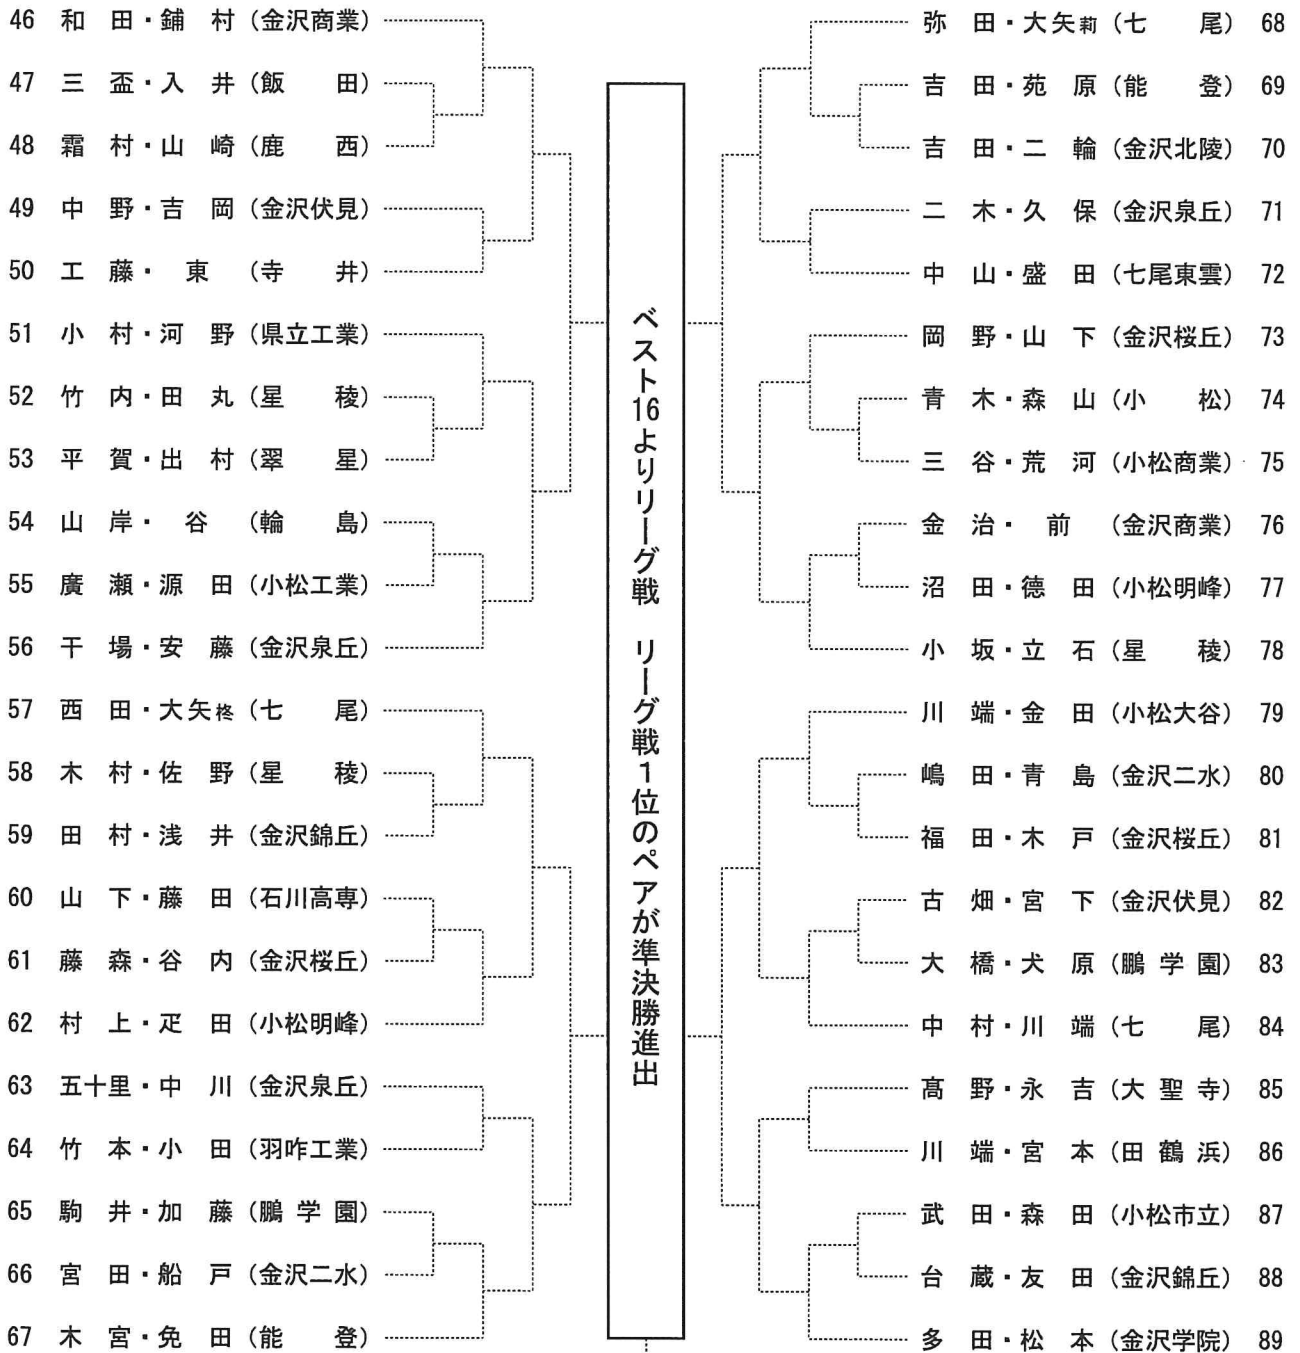 46 和 田・鋪 村 (金沢商業)
47 三 盃・入 井 (飯 田)
48 霜 村・山 崎 (鹿 西)
49 中 野・吉 岡 (金沢伏見)
50 工 藤・ 東 (寺 井)
51 小 村・河 野 (県立工業)
52 竹 内・田 丸 (星 稜)
53 平 賀・出 村 (翠 星)
54 山 岸・ 谷 (輪 島)
55 廣 瀬・源 田 (小松工業)
56 干 場・安 藤 (金沢泉丘)
57 西 田・大矢柊 (七 尾)
58 木 村・佐 野 (星 稜)
59 田 村・浅 井 (金沢錦丘)
60 山 下・藤 田 (石川高専)
61 藤 森・谷 内 (金沢桜丘)
62 村 上・疋 田 (小松明峰)
63 五十里・中 川 (金沢泉丘)
64 竹 本・小 田 (羽咋工業)
65 駒 井・加 藤 (鵬 学 園)
66 宮 田・船 戸 (金沢二水)
67 木 宮・免 田 (能 登)
ベスト16よりリーグ戦 リーグ戦1位のペアが準決勝進出
弥 田・大矢莉 (七 尾) 68
吉 田・苑 原 (能 登) 69
吉 田・二 輪 (金沢北陵) 70
二 木・久 保 (金沢泉丘) 71
中 山・盛 田 (七尾東雲) 72
岡 野・山 下 (金沢桜丘) 73
青 木・森 山 (小 松) 74
三 谷・荒 河 (小松商業) 75
金 治・ 前 (金沢商業) 76
沼 田・德 田 (小松明峰) 77
小 坂・立 石 (星 稜) 78
川 端・金 田 (小松大谷) 79
嶋 田・青 島 (金沢二水) 80
福 田・木 戸 (金沢桜丘) 81
古 畑・宮 下 (金沢伏見) 82
大 橋・犬 原 (鵬 学 園) 83
中 村・川 端 (七 尾) 84
髙 野・永 吉 (大 聖 寺) 85
川 端・宮 本 (田 鶴 浜) 86
武 田・森 田 (小松市立) 87
台 蔵・友 田 (金沢錦丘) 88
多 田・松 本 (金沢学院) 89